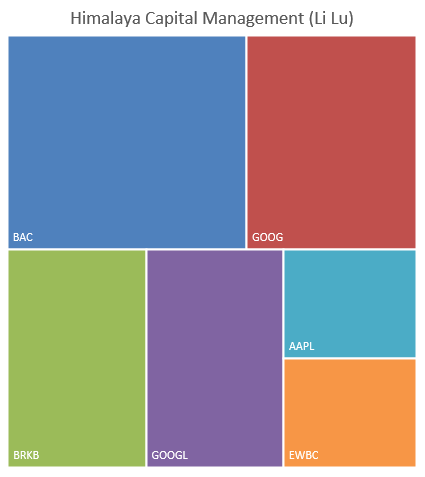 Himalaya Capital Management (Li Lu)
BAC
GOOG
BRKB
GOOGL
AAPL
EWBC